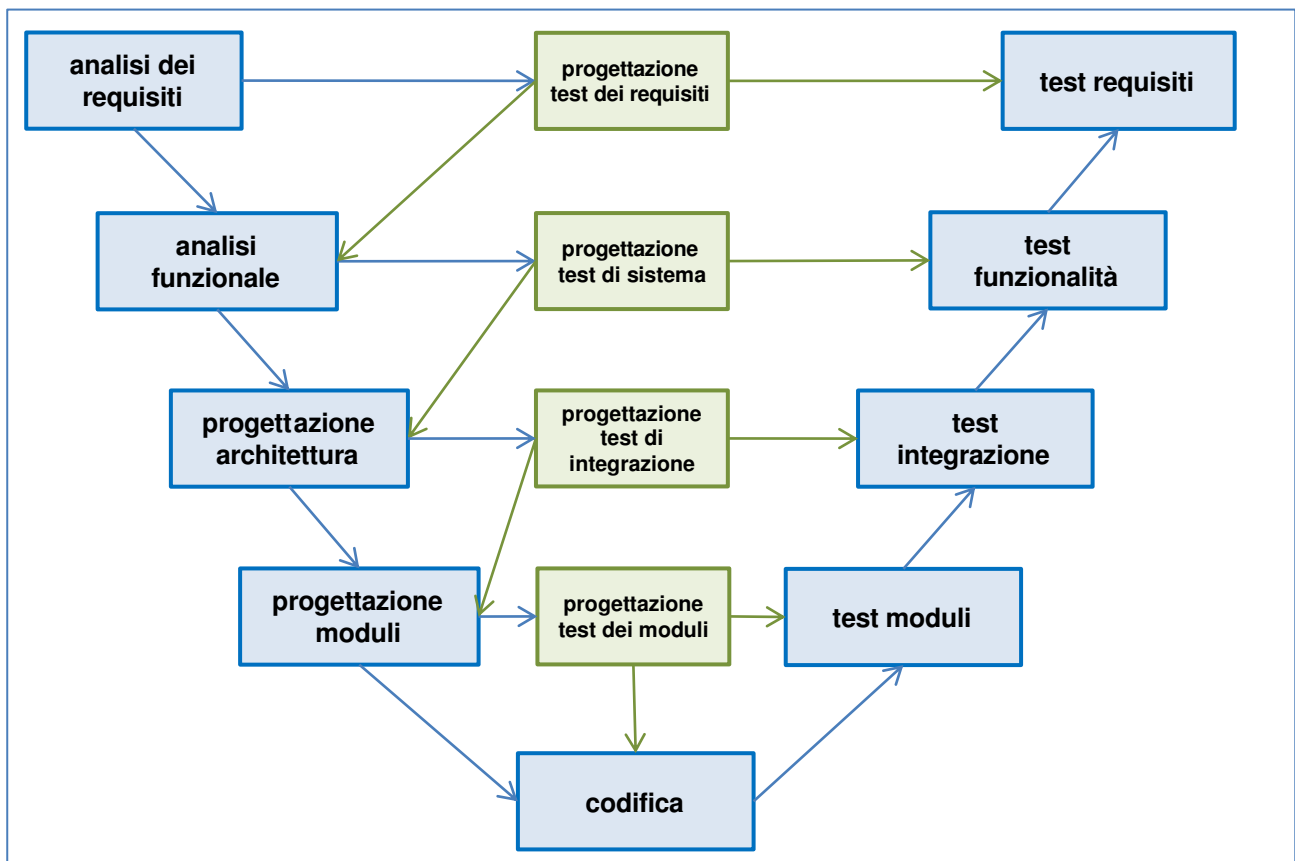 analisi dei
requisiti
progettazione
test dei requisiti
test requisiti
analisi
funzionale
progettazione
test di sistema
test
funzionalità
progettazione
architettura
progettazione
test di
integrazione
test
integrazione
progettazione
moduli
progettazione
test dei moduli
test moduli
codifica